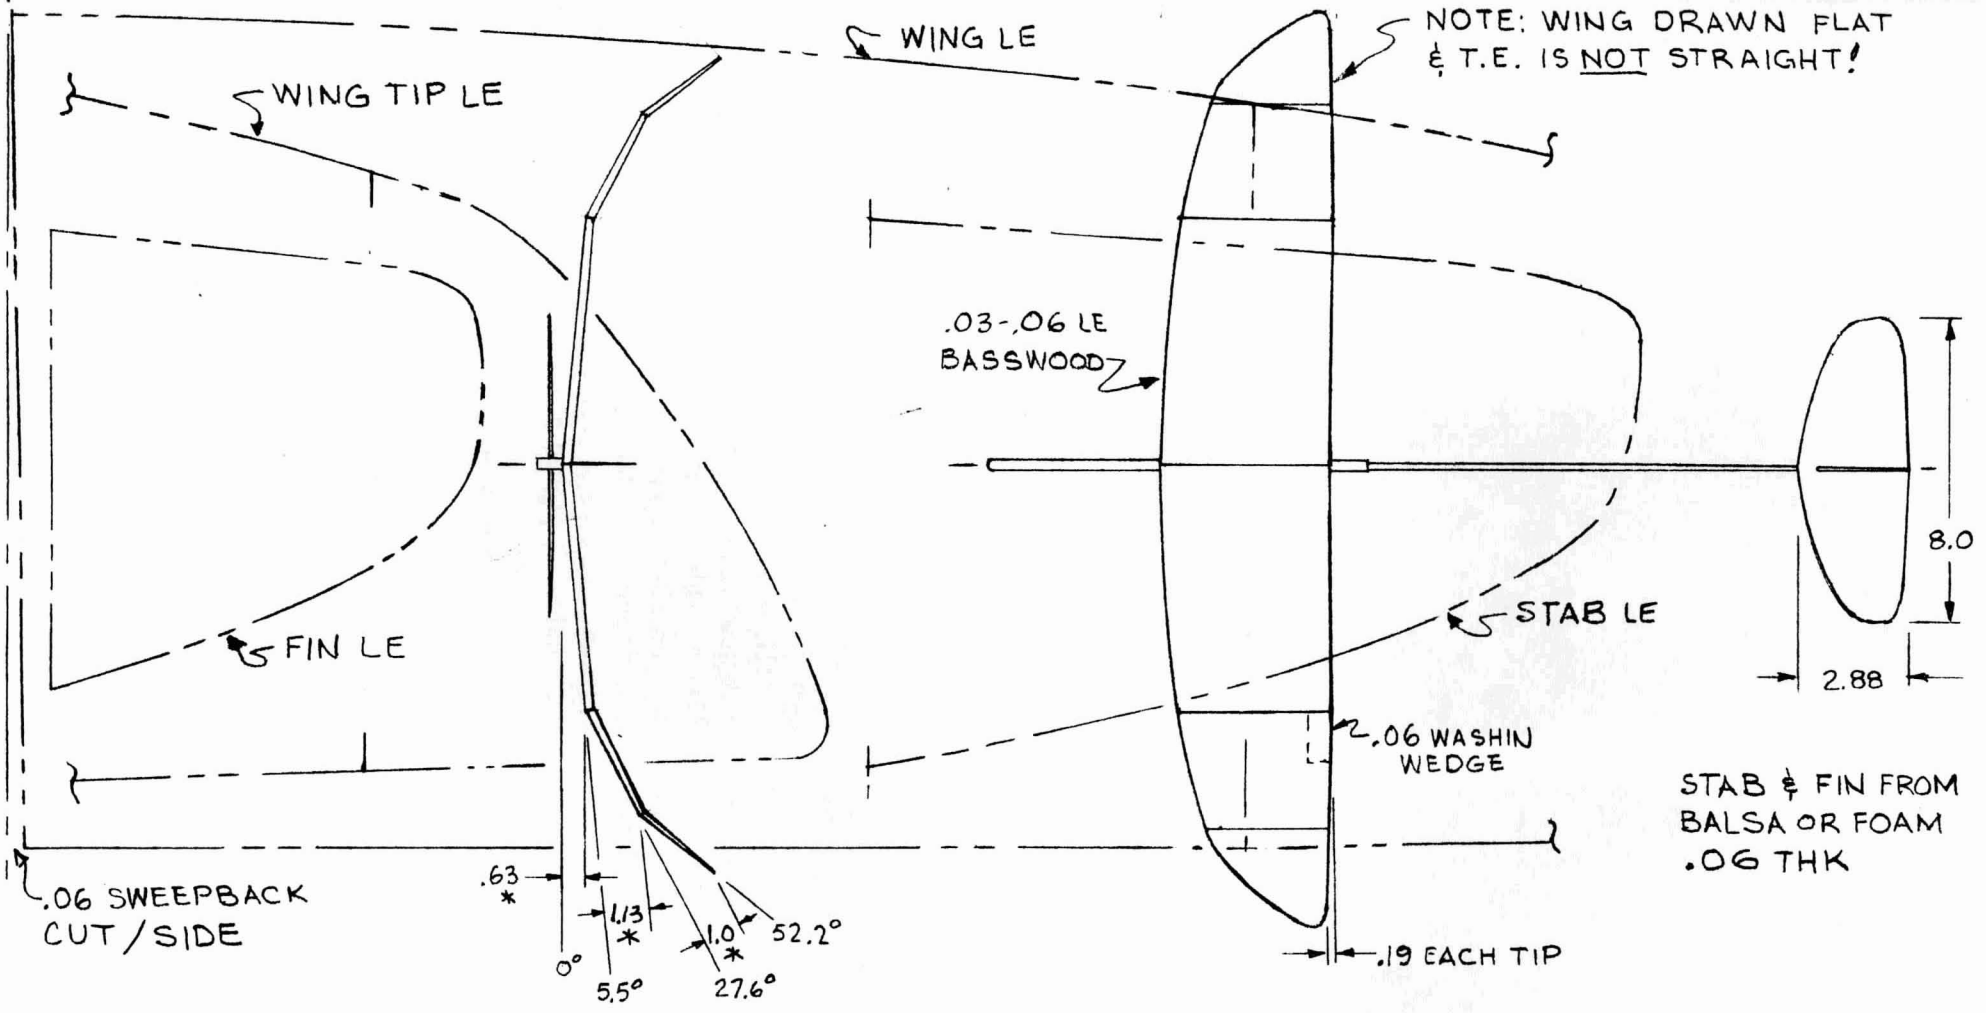 NOTE: WING DRAWN FLAT
& T.E. IS NOT STRAIGHT!
WING LE
WING TIP LE
.03-.06 LE
BASSWOOD
8.0
STAB LE
FIN LE
2.88
.06 WASHIN
WEDGE
STAB & FIN FROM
BALSA OR FOAM
.06 THK
.06 SWEEPBACK
CUT/SIDE
.63
*
1.13
*
1.0
*
52.2°
0°
5.5°
27.6°
.19 EACH TIP